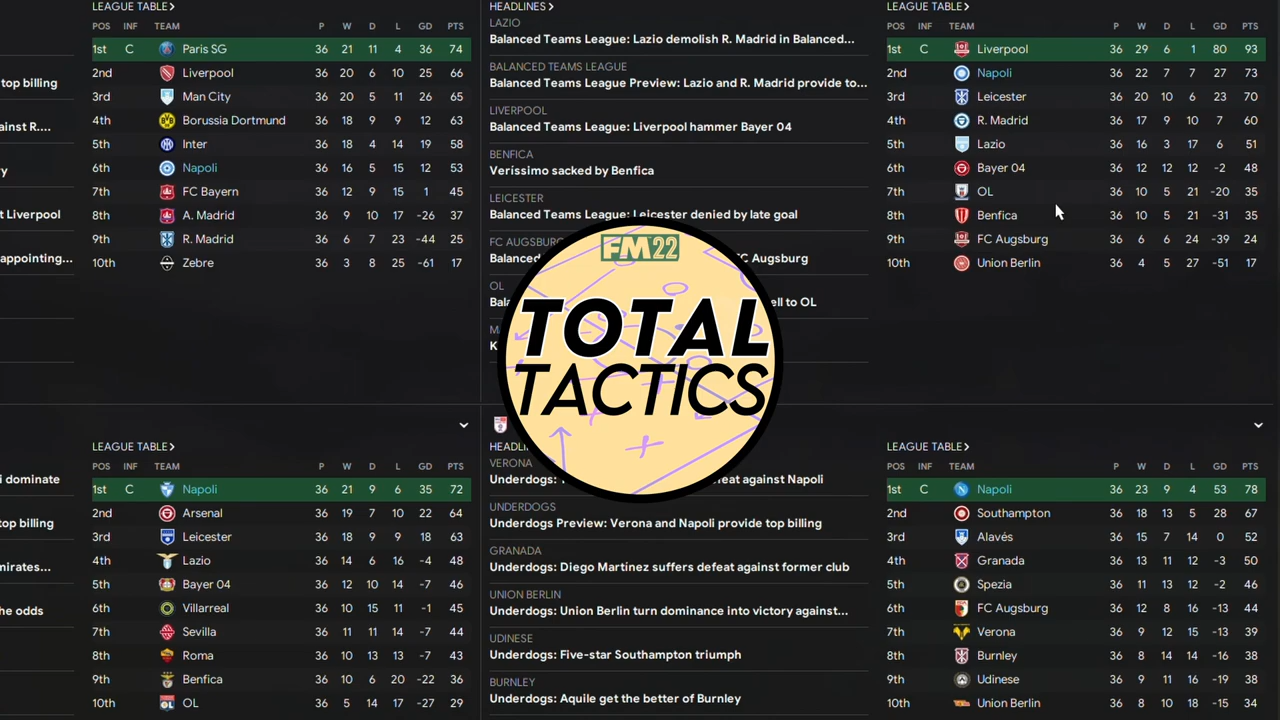 LEAGUE TABLE
POS INF TEAM P W D L GD PTS
1st C Paris SG 36 21 11 4 36 74
2nd Liverpool 36 20 6 10 25 66
3rd Man City 36 20 5 11 26 65
4th Borussia Dortmund 36 18 9 9 12 63
5th Inter 36 18 4 14 19 58
6th Napoli 36 16 5 15 12 53
7th FC Bayern 36 12 9 15 1 45
8th A. Madrid 36 9 10 17 -26 37
9th R. Madrid 36 6 7 23 -44 25
10th Zebre 36 3 8 25 -61 17
top billing
ainst R....
y
t Liverpool
appointing...
HEADLINES
LAZIO
Balanced Teams League: Lazio demolish R. Madrid in Balanced...
BALANCED TEAMS LEAGUE
Balanced Teams League Preview: Lazio and R. Madrid provide to...
LIVERPOOL
Balanced Teams League: Liverpool hammer Bayer 04
BENFICA
Verissimo sacked by Benfica
LEICESTER
Balanced Teams League: Leicester denied by late goal
FC AUGSBURG
Balanced FC Augsburg
OL
Bala ell to OL
M
K
LEAGUE TABLE
POS INF TEAM P W D L GD PTS
1st C Liverpool 36 29 6 1 80 93
2nd Napoli 36 22 7 7 27 73
3rd Leicester 36 20 10 6 23 70
4th R. Madrid 36 17 9 10 7 60
5th Lazio 36 16 3 17 6 51
6th Bayer 04 36 12 12 12 -2 48
7th OL 36 10 5 21 -20 35
8th Benfica 36 10 5 21 -31 35
9th FC Augsburg 36 6 6 24 -39 24
10th Union Berlin 36 4 5 27 -51 17
FM22
TOTAL
TACTICS
i dominate
top billing
mirates...
he odds
LEAGUE TABLE
POS INF TEAM P W D L GD PTS
1st C Napoli 36 21 9 6 35 72
2nd Arsenal 36 19 7 10 22 64
3rd Leicester 36 18 9 9 18 63
4th Lazio 36 14 6 16 -4 48
5th Bayer 04 36 12 10 14 -7 46
6th Villarreal 36 10 15 11 -1 45
7th Sevilla 36 11 11 14 -7 44
8th Roma 36 10 13 13 -7 43
9th Benfica 36 10 6 20 -22 36
10th OL 36 5 14 17 -27 29
HEADLI
VERONA
Underdogs: efeat against Napoli
UNDERDOGS
Underdogs Preview: Verona and Napoli provide top billing
GRANADA
Underdogs: Diego Martínez suffers defeat against former club
UNION BERLIN
Underdogs: Union Berlin turn dominance into victory against...
UDINESE
Underdogs: Five-star Southampton triumph
BURNLEY
Underdogs: Aquile get the better of Burnley
LEAGUE TABLE
POS INF TEAM P W D L GD PTS
1st C Napoli 36 23 9 4 53 78
2nd Southampton 36 18 13 5 28 67
3rd Alavés 36 15 7 14 0 52
4th Granada 36 13 11 12 -3 50
5th Spezia 36 11 13 12 -2 46
6th FC Augsburg 36 12 8 16 -13 44
7th Verona 36 9 12 15 -13 39
8th Burnley 36 8 14 14 -16 38
9th Udinese 36 9 11 16 -19 38
10th Union Berlin 36 8 10 18 -15 34